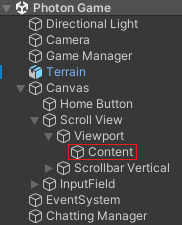 Photon Game
Directional Light
Camera
Game Manager
Terrain
Canvas
Home Button
Scroll View
Viewport
Content
Scrollbar Vertical
InputField
EventSystem
Chatting Manager